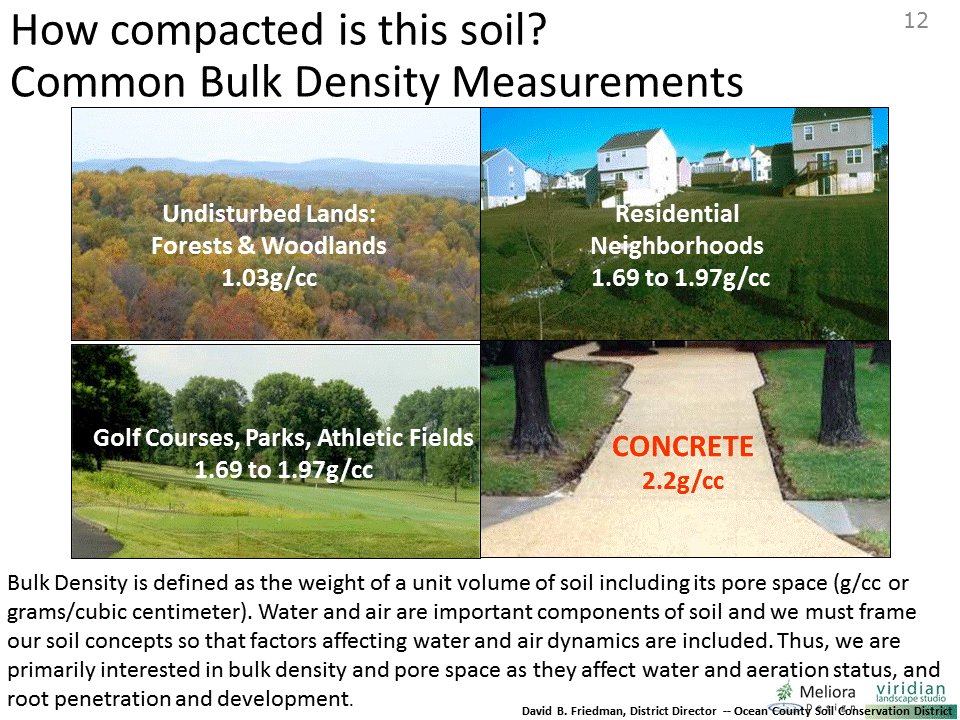 How compacted is this soil?
12
Common Bulk Density Measurements
Undisturbed Lands:
Forests & Woodlands
1.03g/cc
Residential
Neighborhoods
1.69 to 1.97g/cc
Golf Courses, Parks, Athletic Fields
1.69 to 1.97g/cc
CONCRETE
2.2g/cc
Bulk Density is defined as the weight of a unit volume of soil including its pore space (g/cc or
grams/cubic centimeter). Water and air are important components of soil and we must frame
our soil concepts so that factors affecting water and air dynamics are included. Thus, we are
primarily interested in bulk density and pore space as they affect water and aeration status, and
root penetration and development.
Meliora
Design
viridian
landscape studio
David B. Friedman, District Director -- Ocean County Soil Conservation District